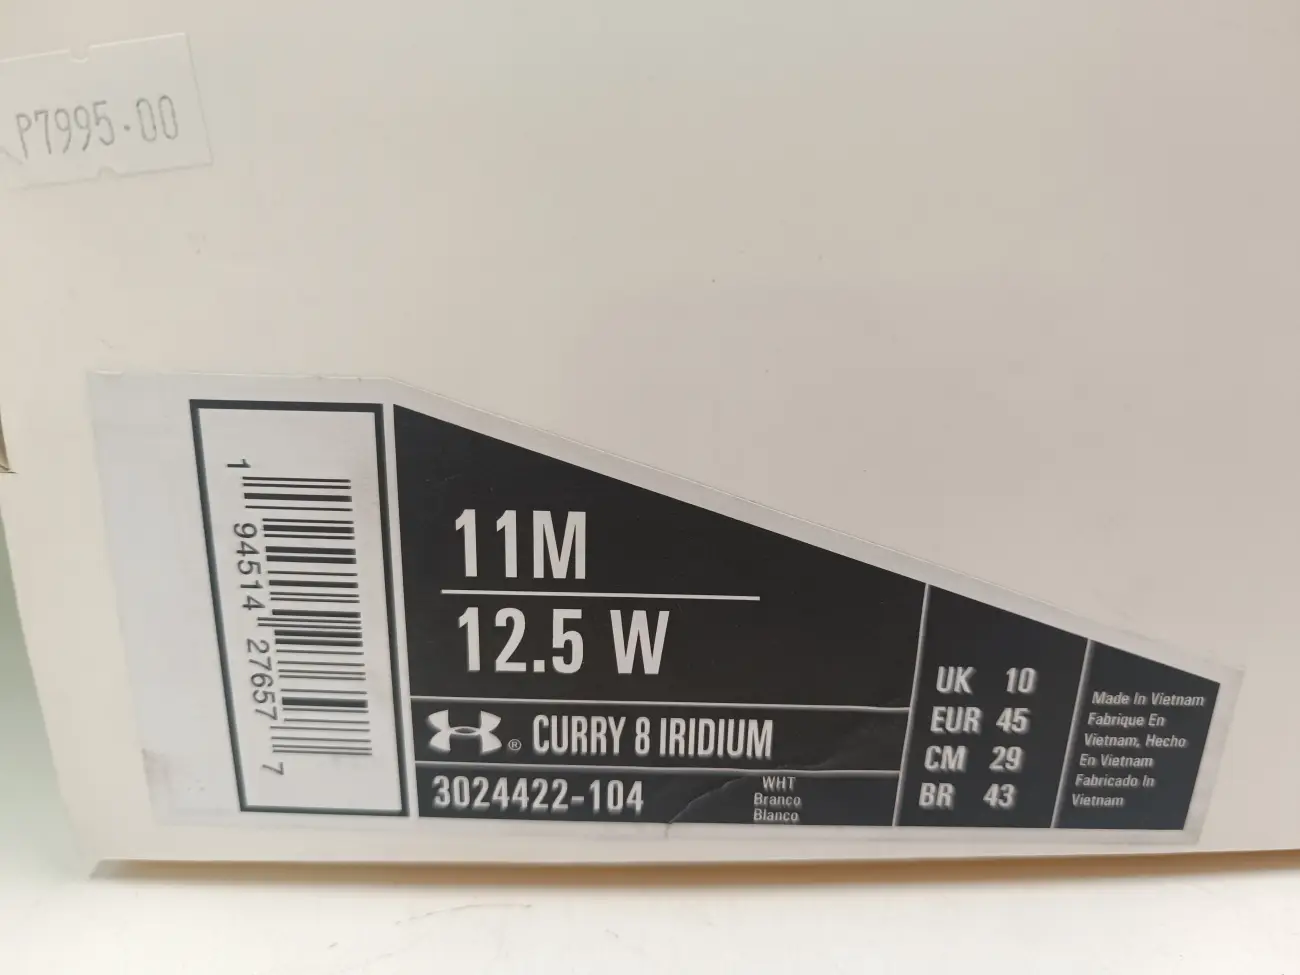 P7995.00
1 94514 27657 7
11M
12.5 W
® CURRY 8 IRIDIUM
3024422-104
WHT
Branco
Blanco
UK 10
EUR 45
CM 29
BR 43
Made In Vietnam
Fabrique En
Vietnam, Hecho
En Vietnam
Fabricado In
Vietnam